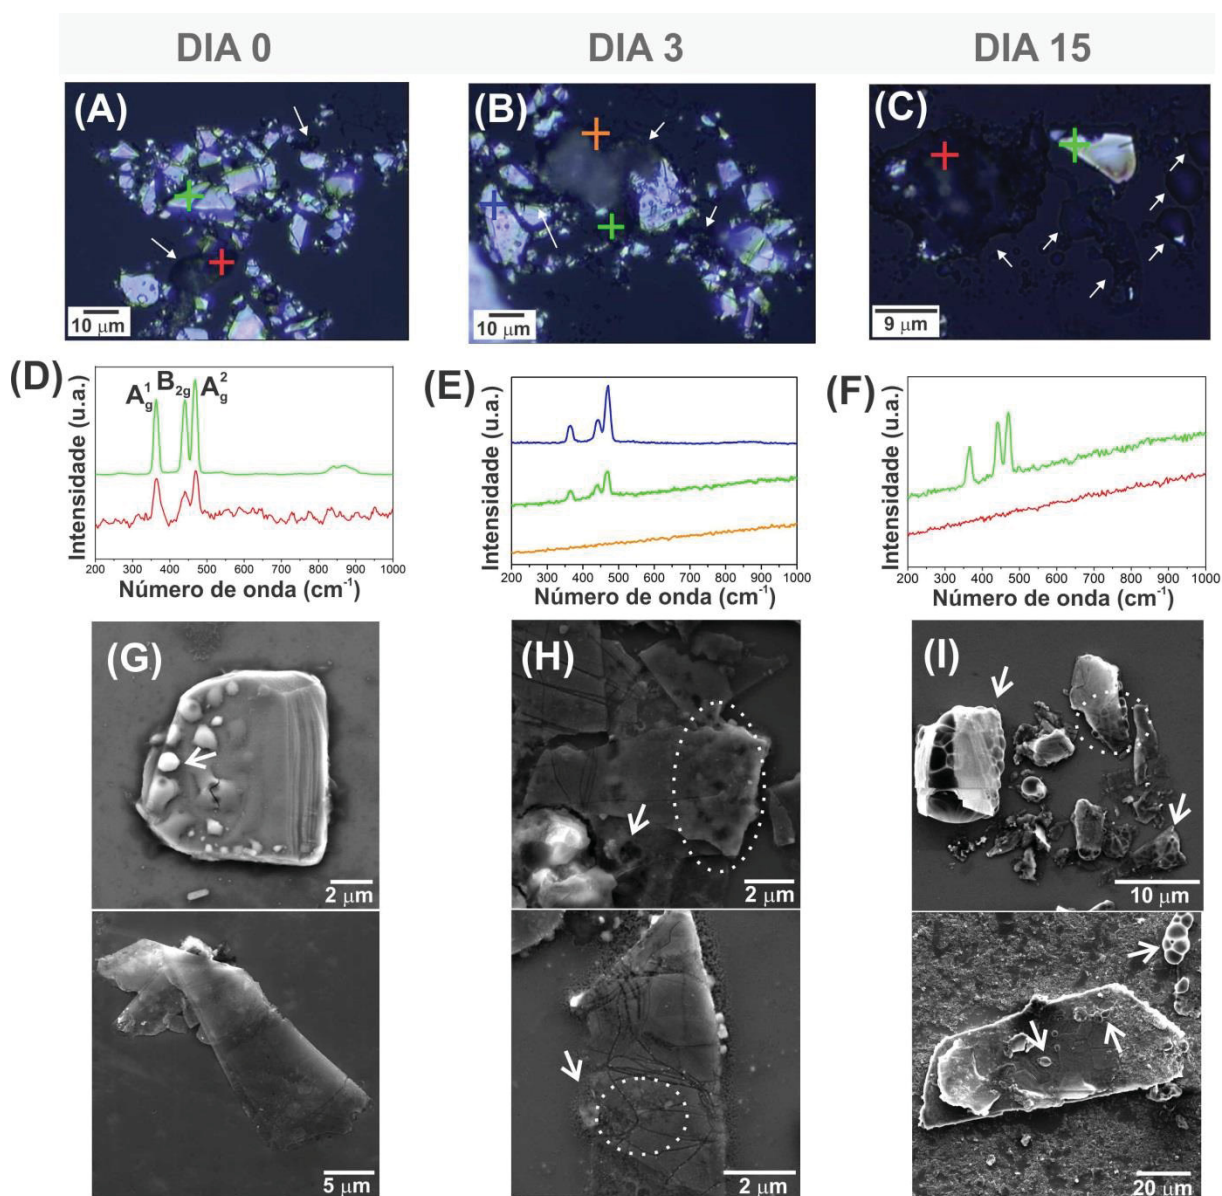 DIA 0 DIA 3 DIA 15
(A) (B) (C)
10 μm 10 μm 9 μm
(D) A¹g B2g A²g (E) (F)
Intensidade (u.a.) Intensidade (u.a.) Intensidade (u.a.)
200 300 400 500 600 700 800 900 1000 200 300 400 500 600 700 800 900 1000 200 300 400 500 600 700 800 900 1000
Número de onda (cm⁻¹) Número de onda (cm⁻¹) Número de onda (cm⁻¹)
(G) (H) (I)
2 μm 2 μm 10 μm
5 μm 2 μm 20 μm